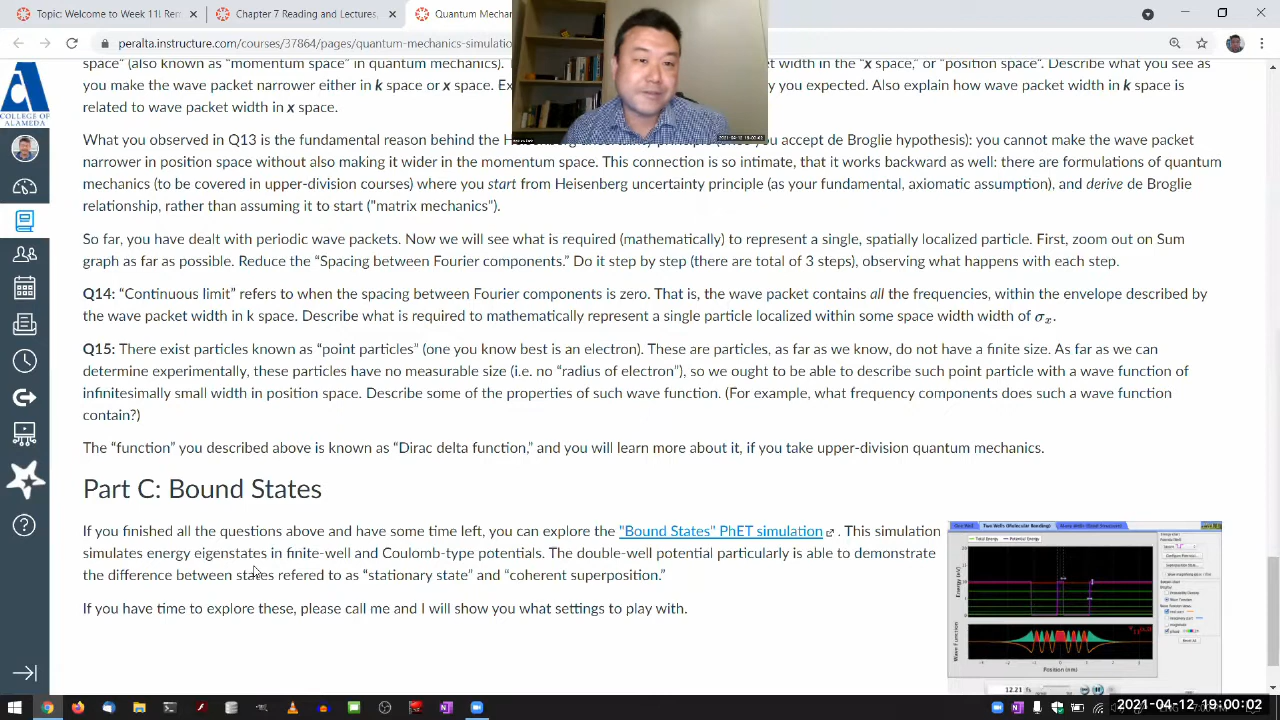 Topic: Welcome to Week 11!
Chapter 7 Reading and Lectures
Quantum Mechan
peralta.instructure.com/courses/37864/pages/quantum-mechanics-simulatio
space" (also known as "momentum space" in quantum mechanics). width in the "x space," or "position space". Describe what you see as
you make the wave packet narrower either in k space or x space. you expected. Also explain how wave packet width in k space is
related to wave packet width in x space.
What you observed in Q13 is the fundamental reason behind the you accept de Broglie hypothesis): you cannot make the wave packet
narrower in position space without also making it wider in the momentum space. This connection is so intimate, that it works backward as well: there are formulations of quantum
mechanics (to be covered in upper-division courses) where you start from Heisenberg uncertainty principle (as your fundamental, axiomatic assumption), and derive de Broglie
relationship, rather than assuming it to start ("matrix mechanics").
So far, you have dealt with periodic wave packets. Now we will see what is required (mathematically) to represent a single, spatially localized particle. First, zoom out on Sum
graph as far as possible. Reduce the "Spacing between Fourier components." Do it step by step (there are total of 3 steps), observing what happens with each step.
Q14: "Continuous limit" refers to when the spacing between Fourier components is zero. That is, the wave packet contains all the frequencies, within the envelope described by
the wave packet width in k space. Describe what is required to mathematically represent a single particle localized within some space width width of σx.
Q15: There exist particles known as "point particles" (one you know best is an electron). These are particles, as far as we know, do not have a finite size. As far as we can
determine experimentally, these particles have no measurable size (i.e. no "radius of electron"), so we ought to be able to describe such point particle with a wave function of
infinitesimally small width in position space. Describe some of the properties of such wave function. (For example, what frequency components does such a wave function
contain?)
The "function" you described above is known as "Dirac delta function," and you will learn more about it, if you take upper-division quantum mechanics.
Part C: Bound States
If you finished all the questions above and have some time left, you can explore the "Bound States" PhET simulation. This simulation
simulates energy eigenstates in finite-well and Coulomb-type potentials. The double-well potential particularly is able to demonstrate
the difference between states referred to as "stationary state" and "coherent superposition."
If you have time to explore these, please call me and I will show you what settings to play with.
COLLEGE OF
ALAMEDA
Two Wells (Molecular Bonding)
Total Energy
Potential Energy
Position (nm)
12.21
2021-04-12 19:00:02